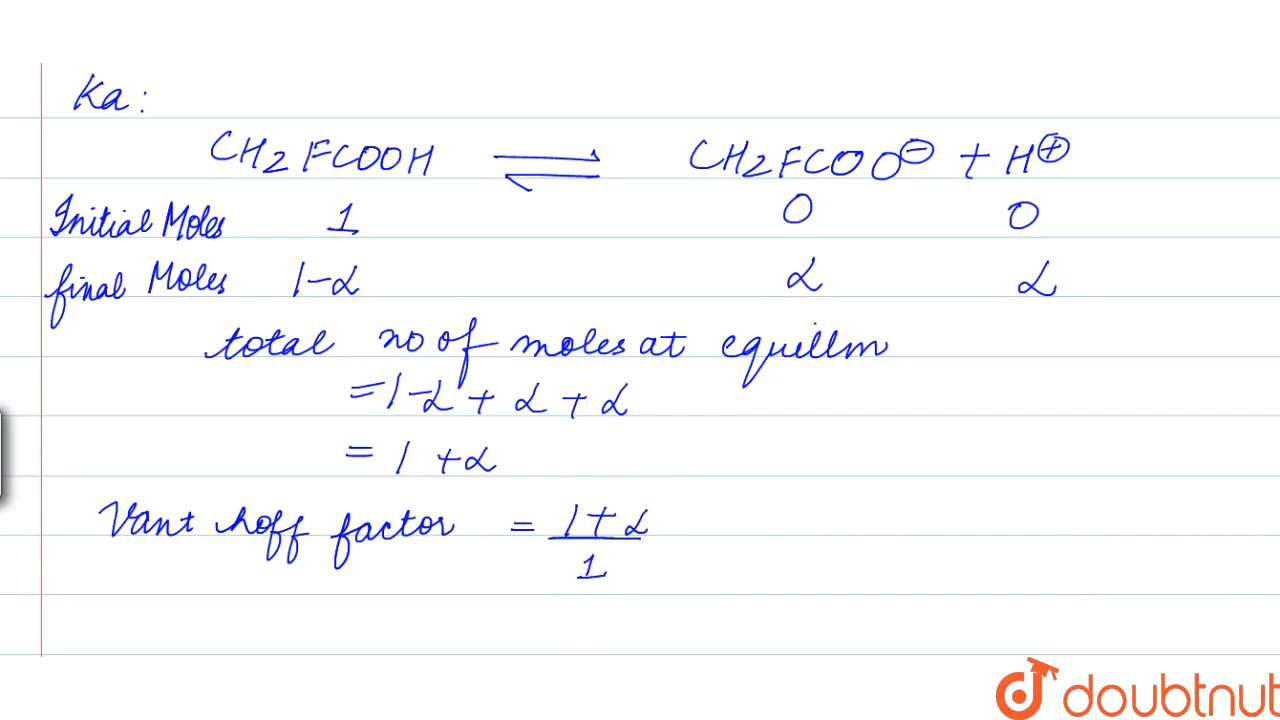 Ka:
CH2FCOOH ⇌ CH2FCOO⊖ + H⊕
Initial Moles 1 0 0
final Moles 1-α α α
total no of moles at equillm
=1-α + α + α
= 1 +α
Vant hoff factor = 1+α
1
doubtnut